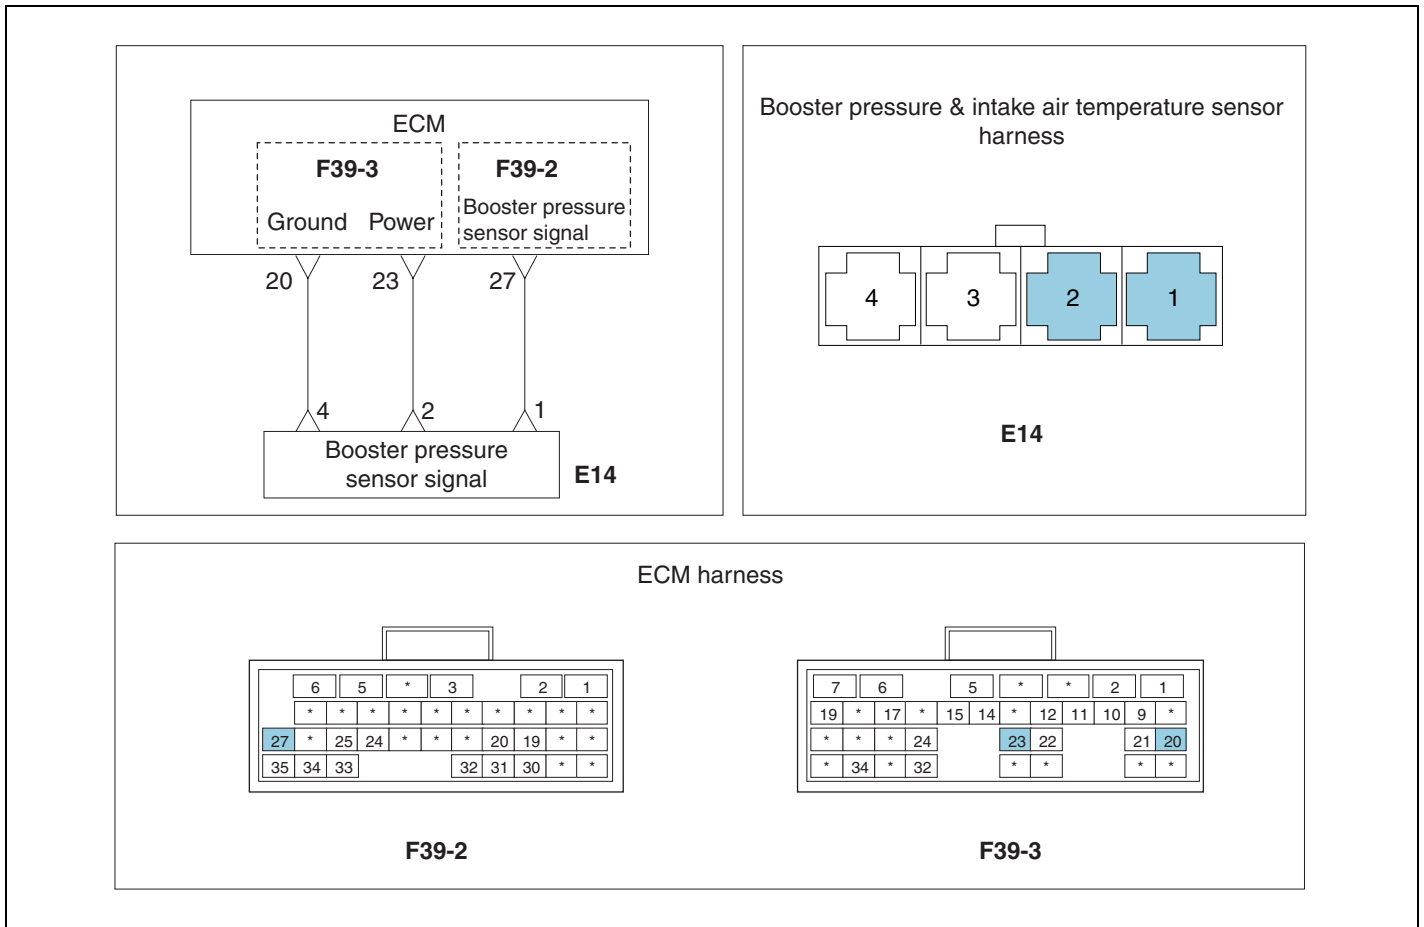 ECM
F39-3
F39-2
Ground Power
Booster pressure
sensor signal
20 23 27
4 2 1
Booster pressure
sensor signal
E14
Booster pressure & intake air temperature sensor
harness
4 3 2 1
E14
ECM harness
6 5 * 3 2 1
* * * * * * * * * *
27 * 25 24 * * * 20 19 * *
35 34 33 32 31 30 * *
F39-2
7 6 5 * * 2 1
19 * 17 * 15 14 * 12 11 10 9 *
* * * 24 23 22 21 20
* 34 * 32 * * * *
F39-3